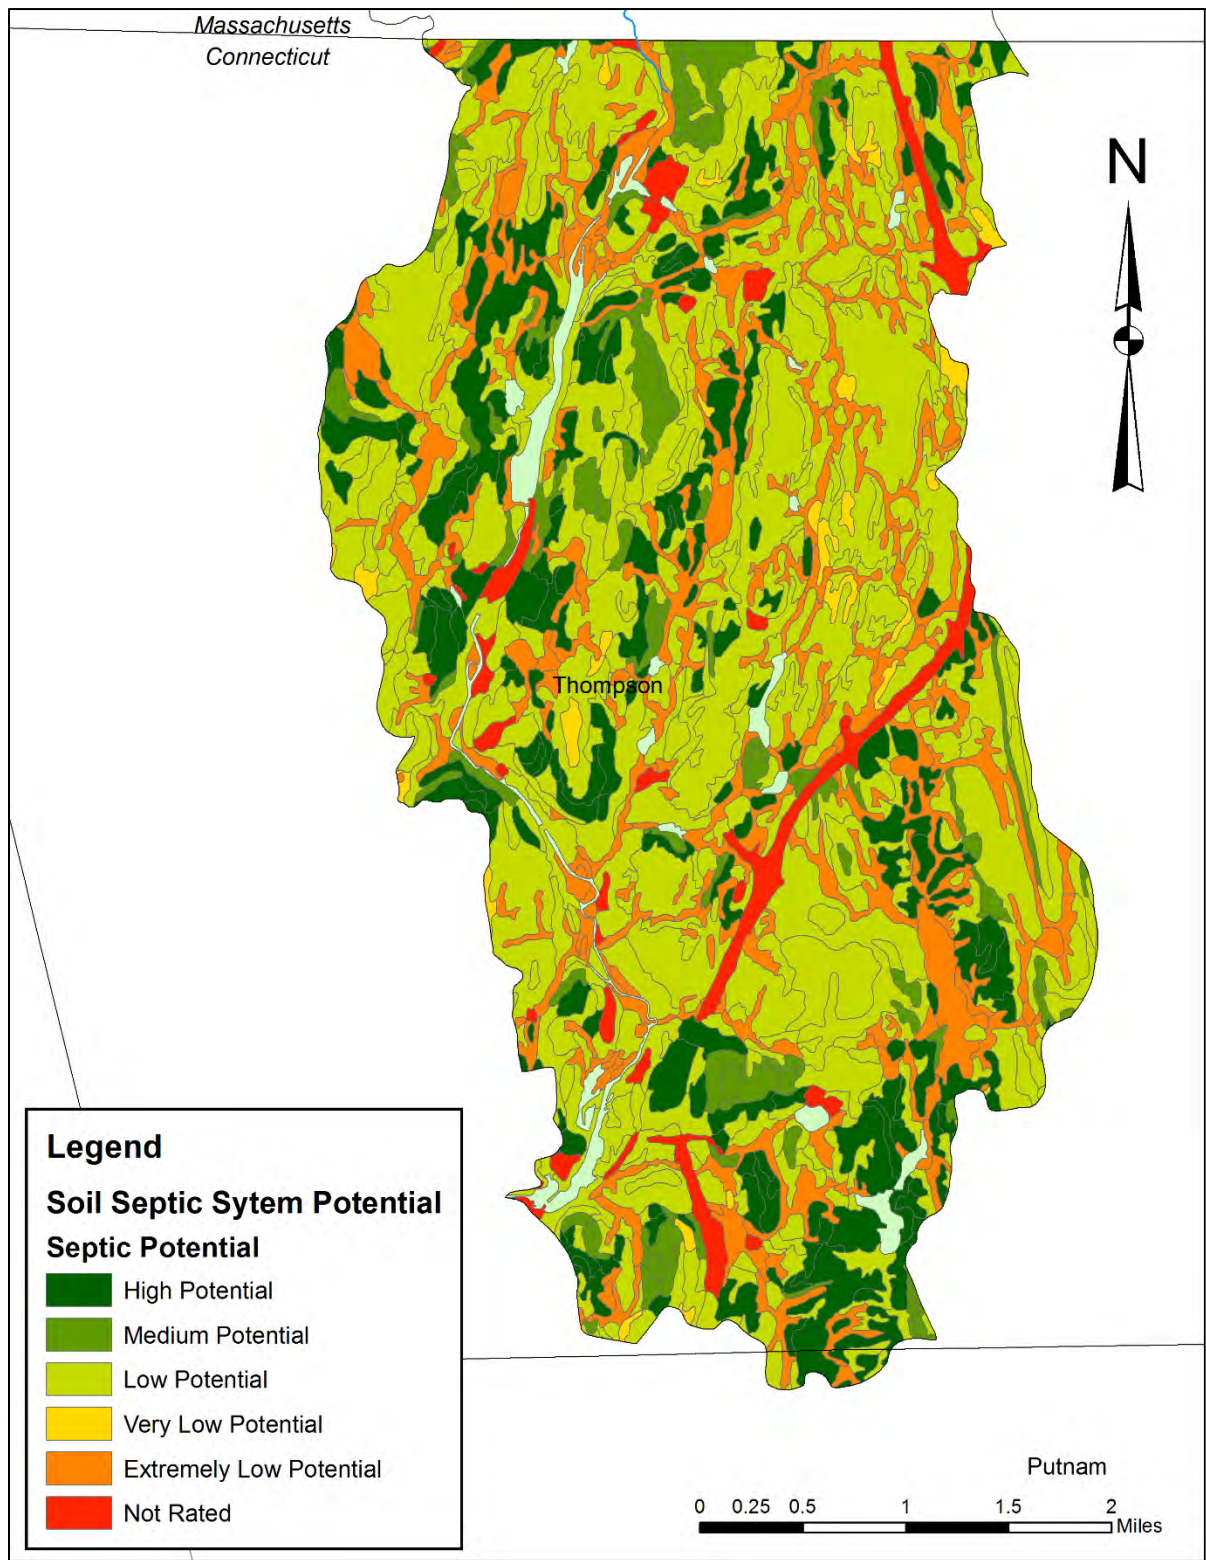 Massachusetts
Connecticut
N
Thompson
Legend
Soil Septic Sytem Potential
Septic Potential
High Potential
Medium Potential
Low Potential
Very Low Potential
Extremely Low Potential
Not Rated
Putnam
0 0.25 0.5 1 1.5 2
Miles